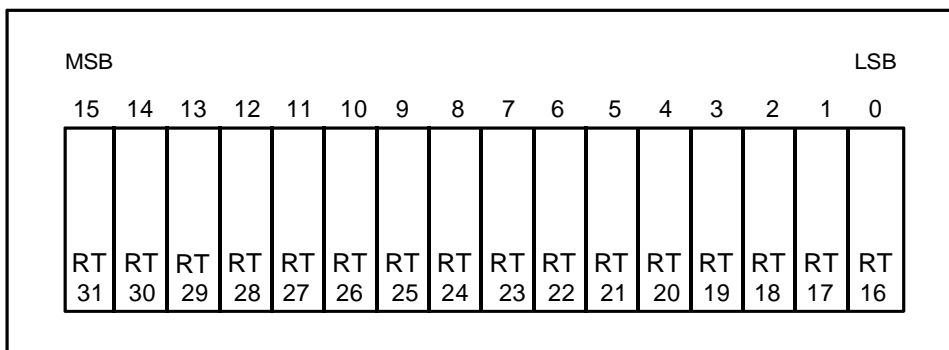 MSB LSB
15 14 13 12 11 10 9 8 7 6 5 4 3 2 1 0
RT RT RT RT RT RT RT RT RT RT RT RT RT RT RT RT
31 30 29 28 27 26 25 24 23 22 21 20 19 18 17 16